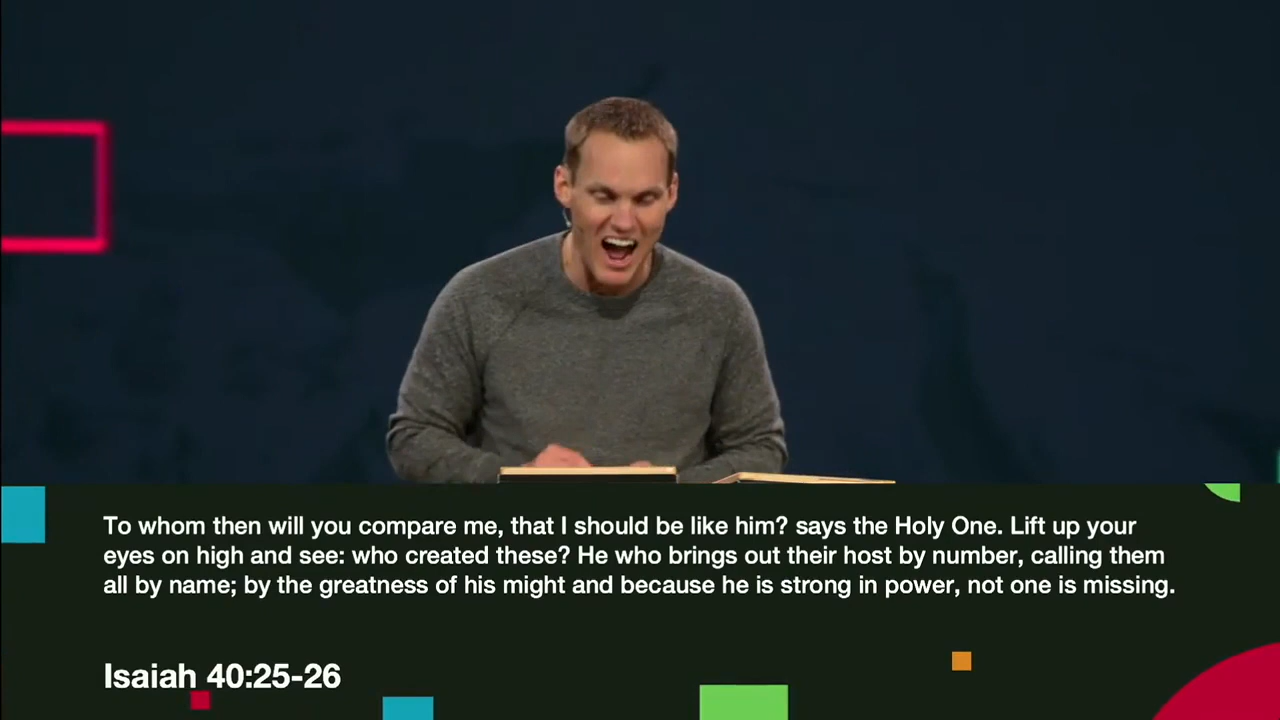 To whom then will you compare me, that I should be like him? says the Holy One. Lift up your
eyes on high and see: who created these? He who brings out their host by number, calling them
all by name; by the greatness of his might and because he is strong in power, not one is missing.
Isaiah 40:25-26